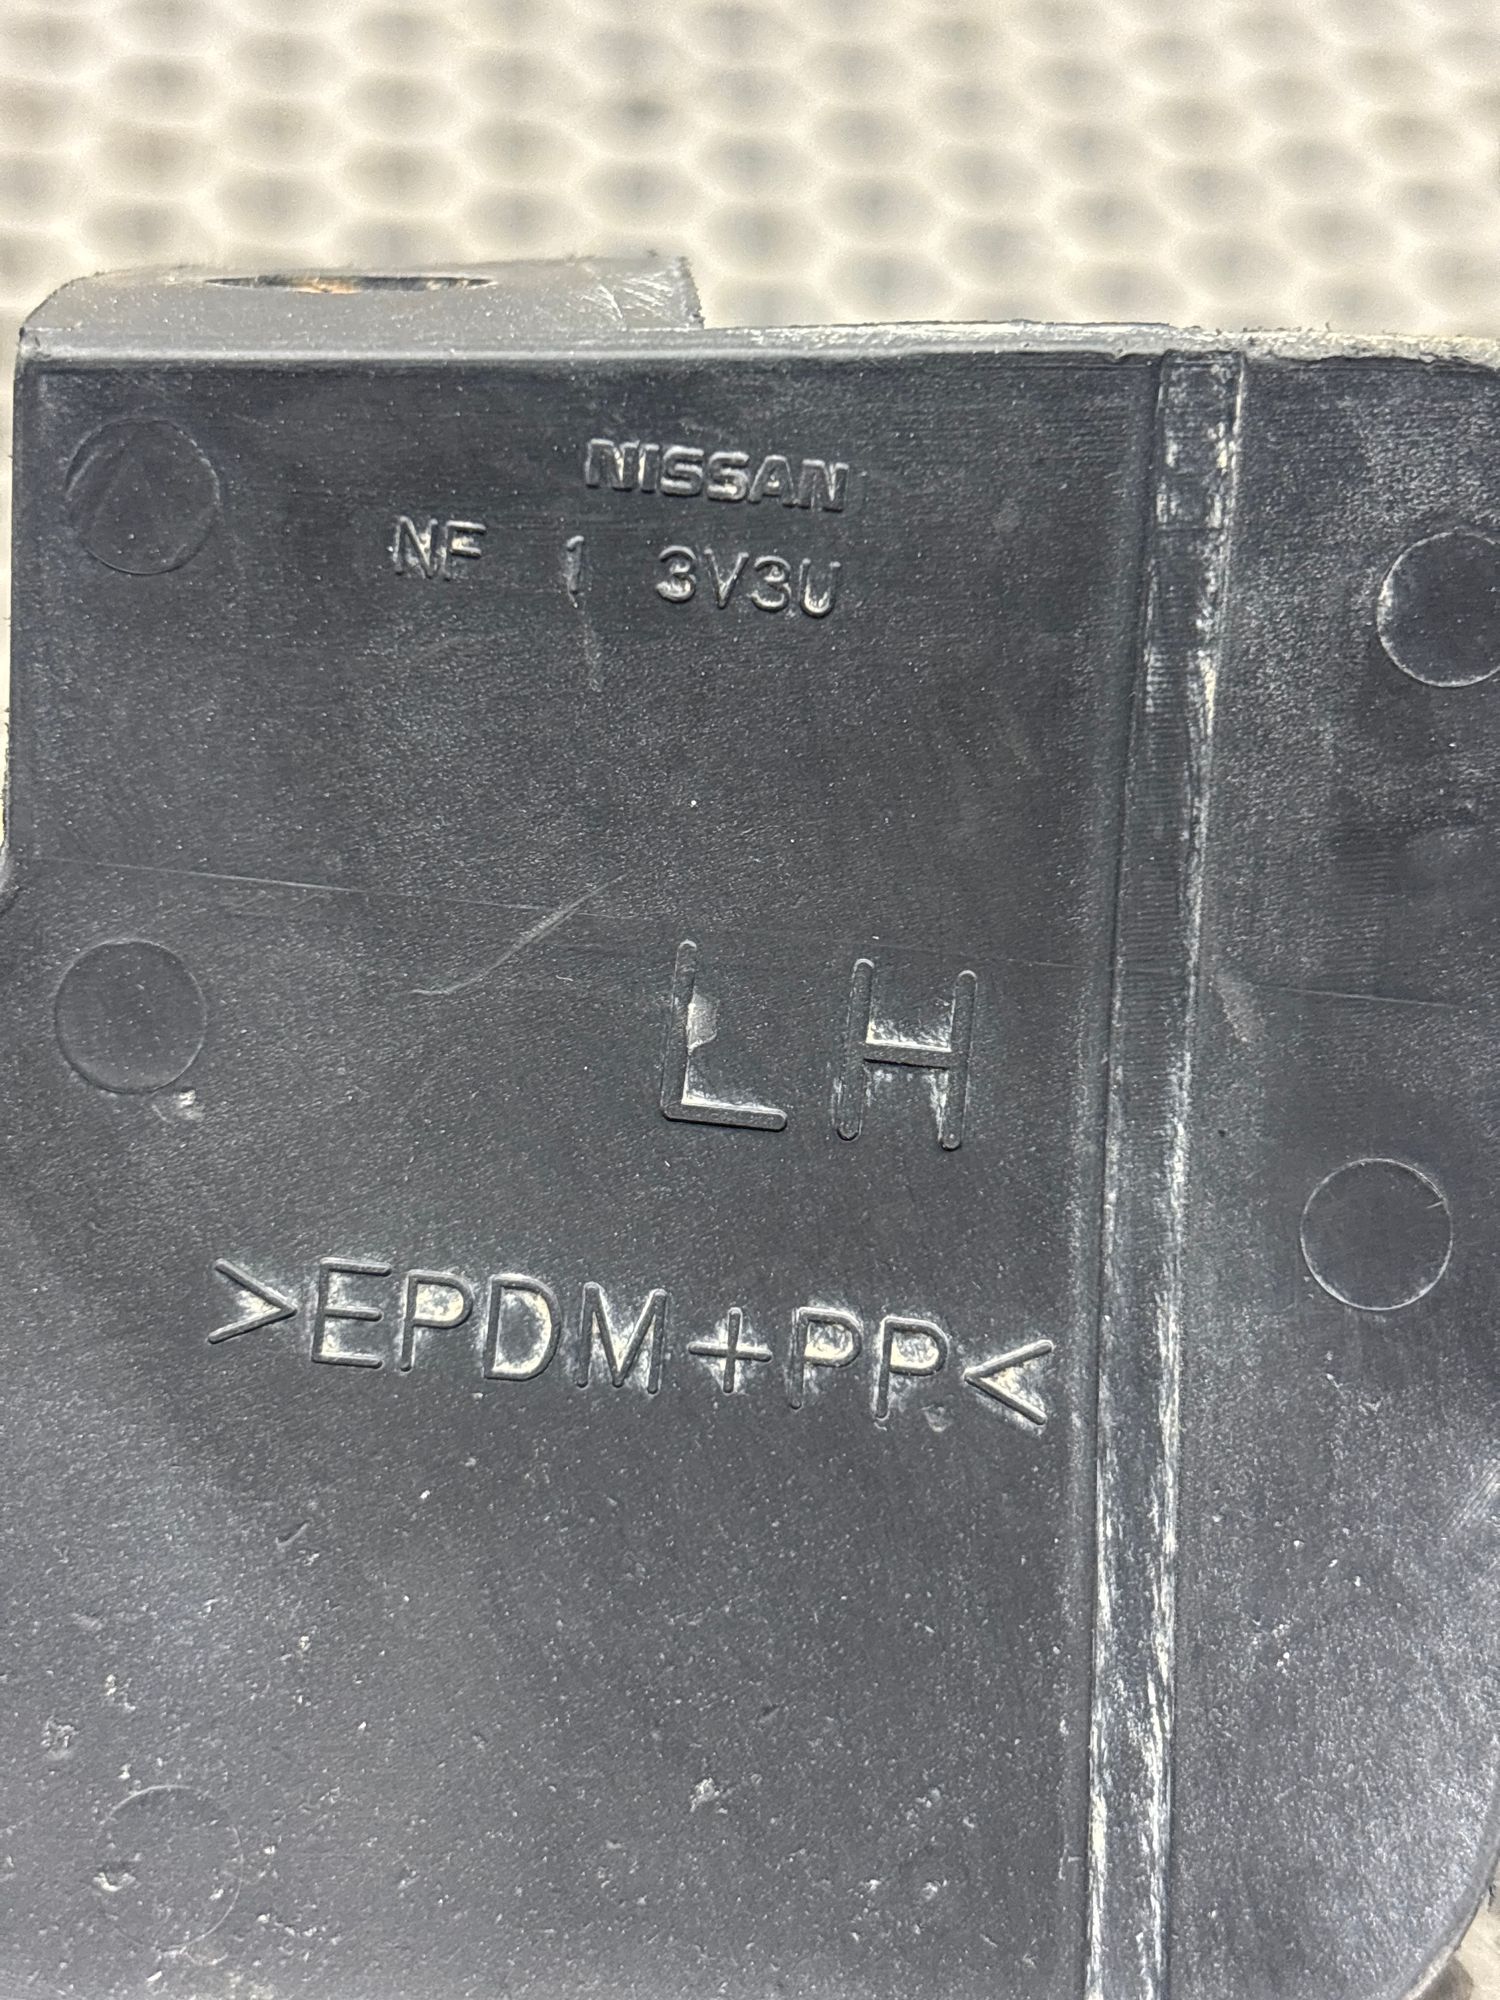 NISSAN
NF 1 3V3U
LH
>EPDM+PP<